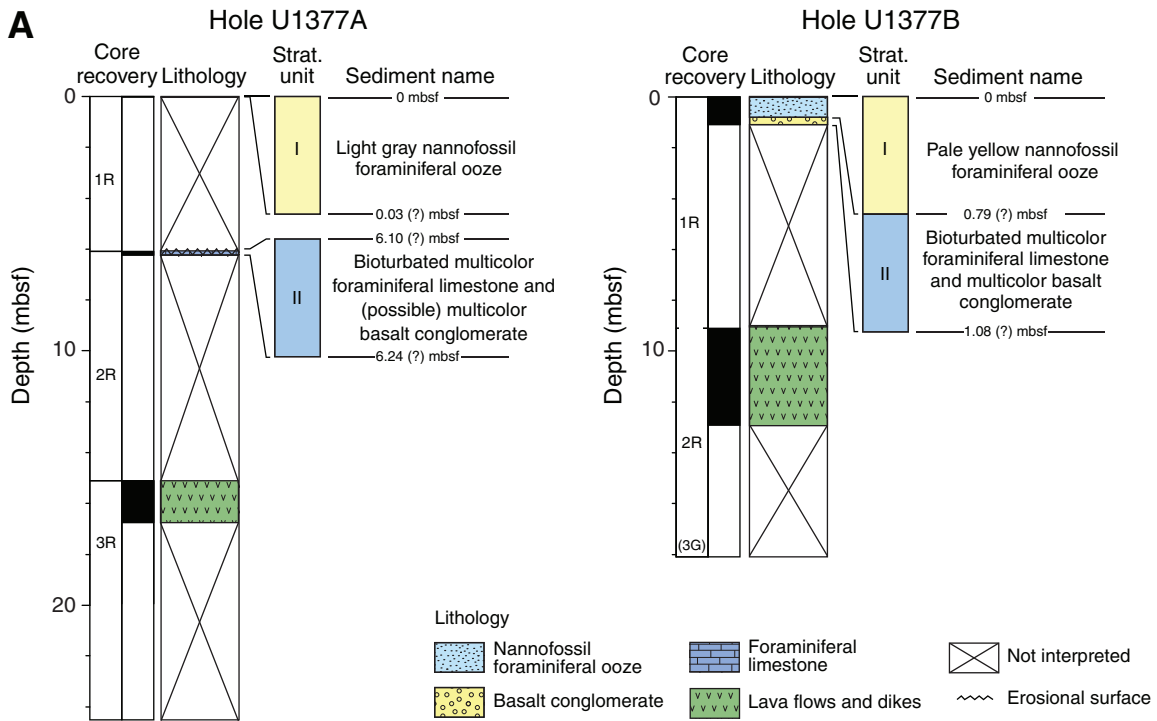 A
Hole U1377A
Core
recovery
Lithology
Strat.
unit
Sediment name
0
10
20
Depth (mbsf)
1R
2R
3R
I
II
0 mbsf
Light gray nannofossil
foraminiferal ooze
0.03 (?) mbsf
6.10 (?) mbsf
Bioturbated multicolor
foraminiferal limestone and
(possible) multicolor
basalt conglomerate
6.24 (?) mbsf
Hole U1377B
Core
recovery
Lithology
Strat.
unit
Sediment name
0
10
Depth (mbsf)
1R
2R
(3G)
I
II
0 mbsf
Pale yellow nannofossil
foraminiferal ooze
0.79 (?) mbsf
Bioturbated multicolor
foraminiferal limestone
and multicolor basalt
conglomerate
1.08 (?) mbsf
Lithology
Nannofossil
foraminiferal ooze
Basalt conglomerate
Foraminiferal
limestone
Lava flows and dikes
Not interpreted
Erosional surface